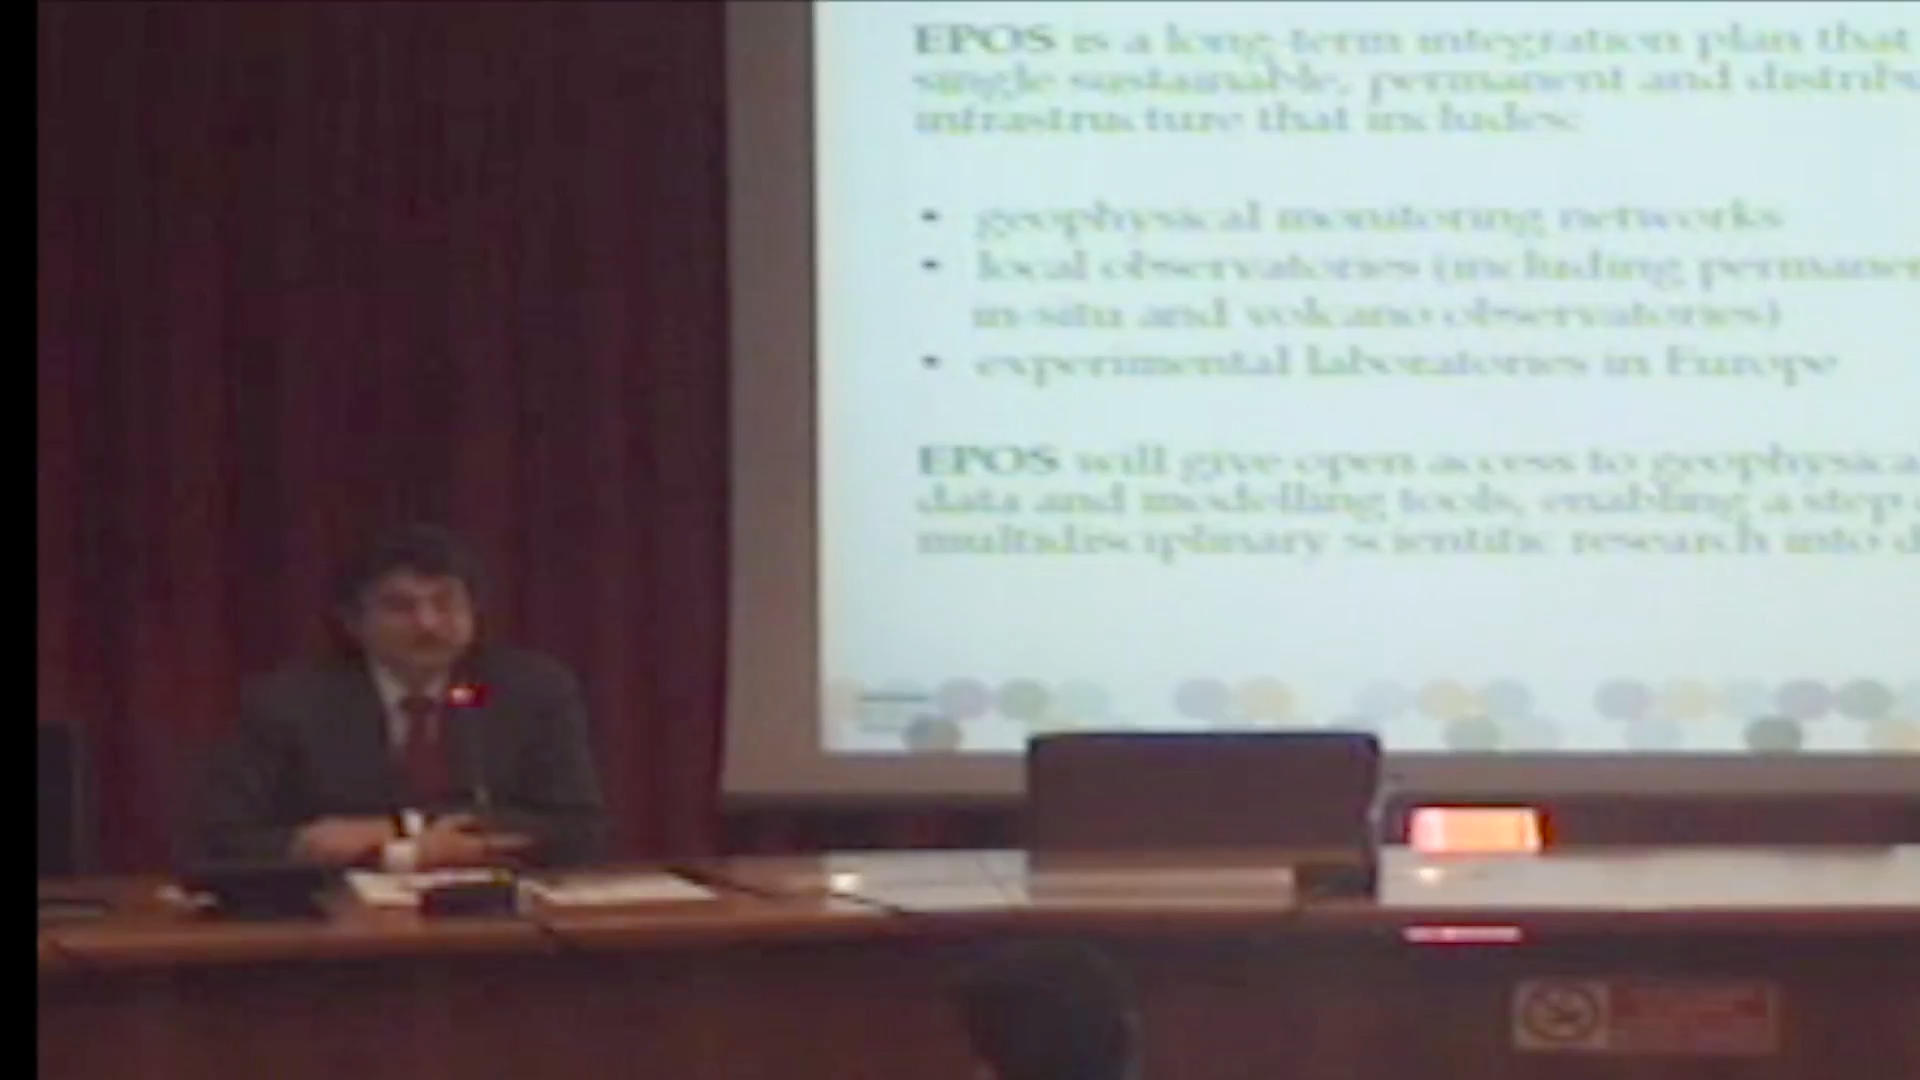 EPOS is a long-term integration plan that
single sustainable, permanent and distribu
infrastructure that includes:
• geophysical monitoring networks
• local observatories (including permanen
in-situ and volcano observatories)
• experimental laboratories in Europe
EPOS will give open access to geophysica
data and modelling tools, enabling a step
multidisciplinary scientific research into d